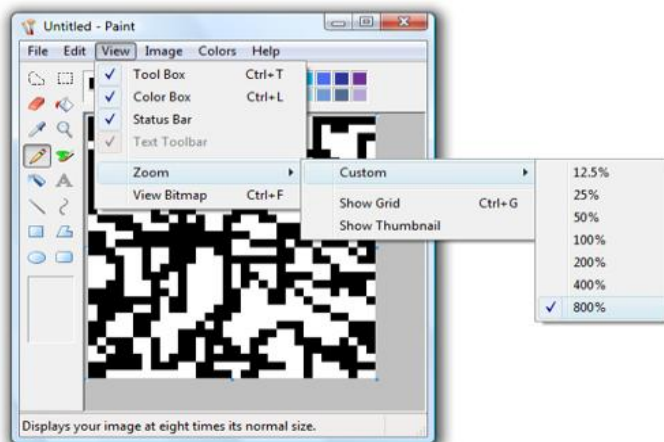 Untitled - Paint
File Edit View Image Colors Help
Tool Box Ctrl+T
Color Box Ctrl+L
Status Bar
Text Toolbar
Zoom
View Bitmap Ctrl+F
Custom
Show Grid Ctrl+G
Show Thumbnail
12.5%
25%
50%
100%
200%
400%
800%
A
Displays your image at eight times its normal size.